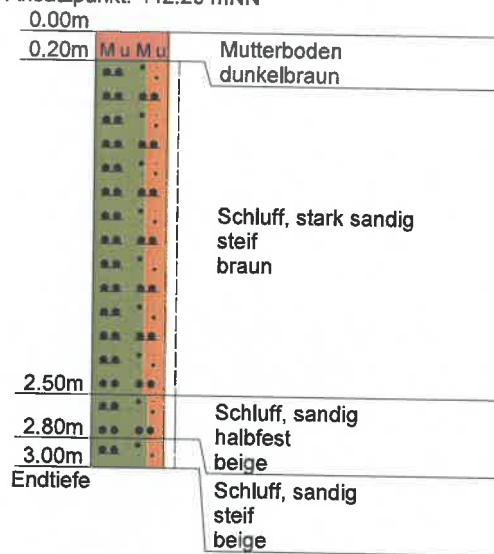 0.00m
0.20m Mu Mu Mutterboden
dunkelbraun
Schluff, stark sandig
steif
braun
2.50m
Schluff, sandig
2.80m halbfest
beige
3.00m
Endtiefe
Schluff, sandig
steif
beige